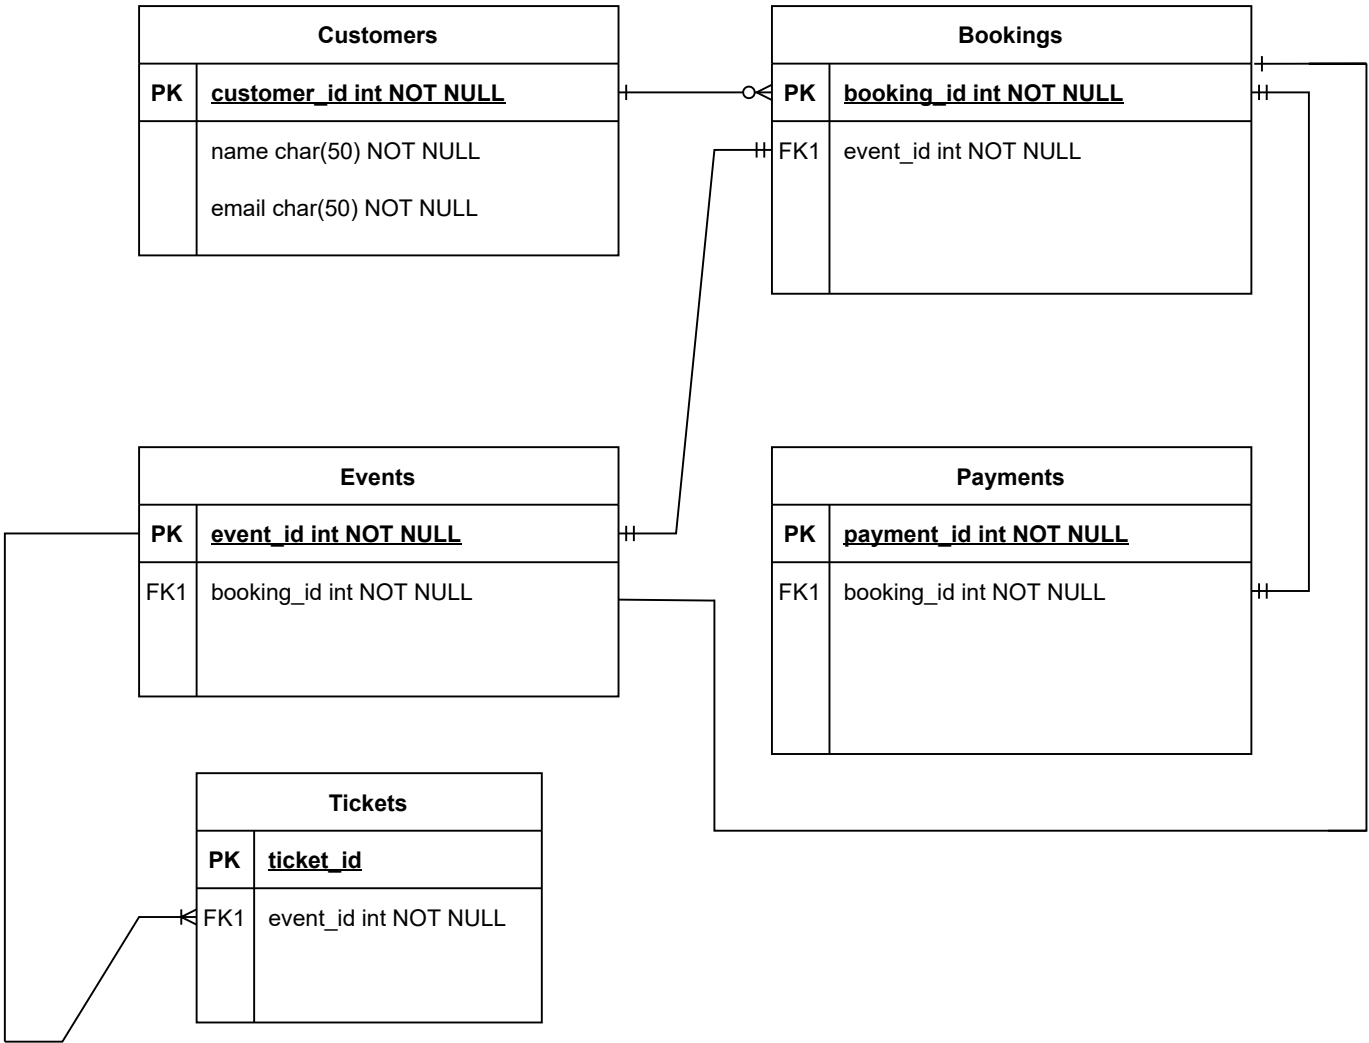 Customers
PK customer_id int NOT NULL
name char(50) NOT NULL
email char(50) NOT NULL
Bookings
PK booking_id int NOT NULL
FK1 event_id int NOT NULL
Events
PK event_id int NOT NULL
FK1 booking_id int NOT NULL
Payments
PK payment_id int NOT NULL
FK1 booking_id int NOT NULL
Tickets
PK ticket_id
FK1 event_id int NOT NULL